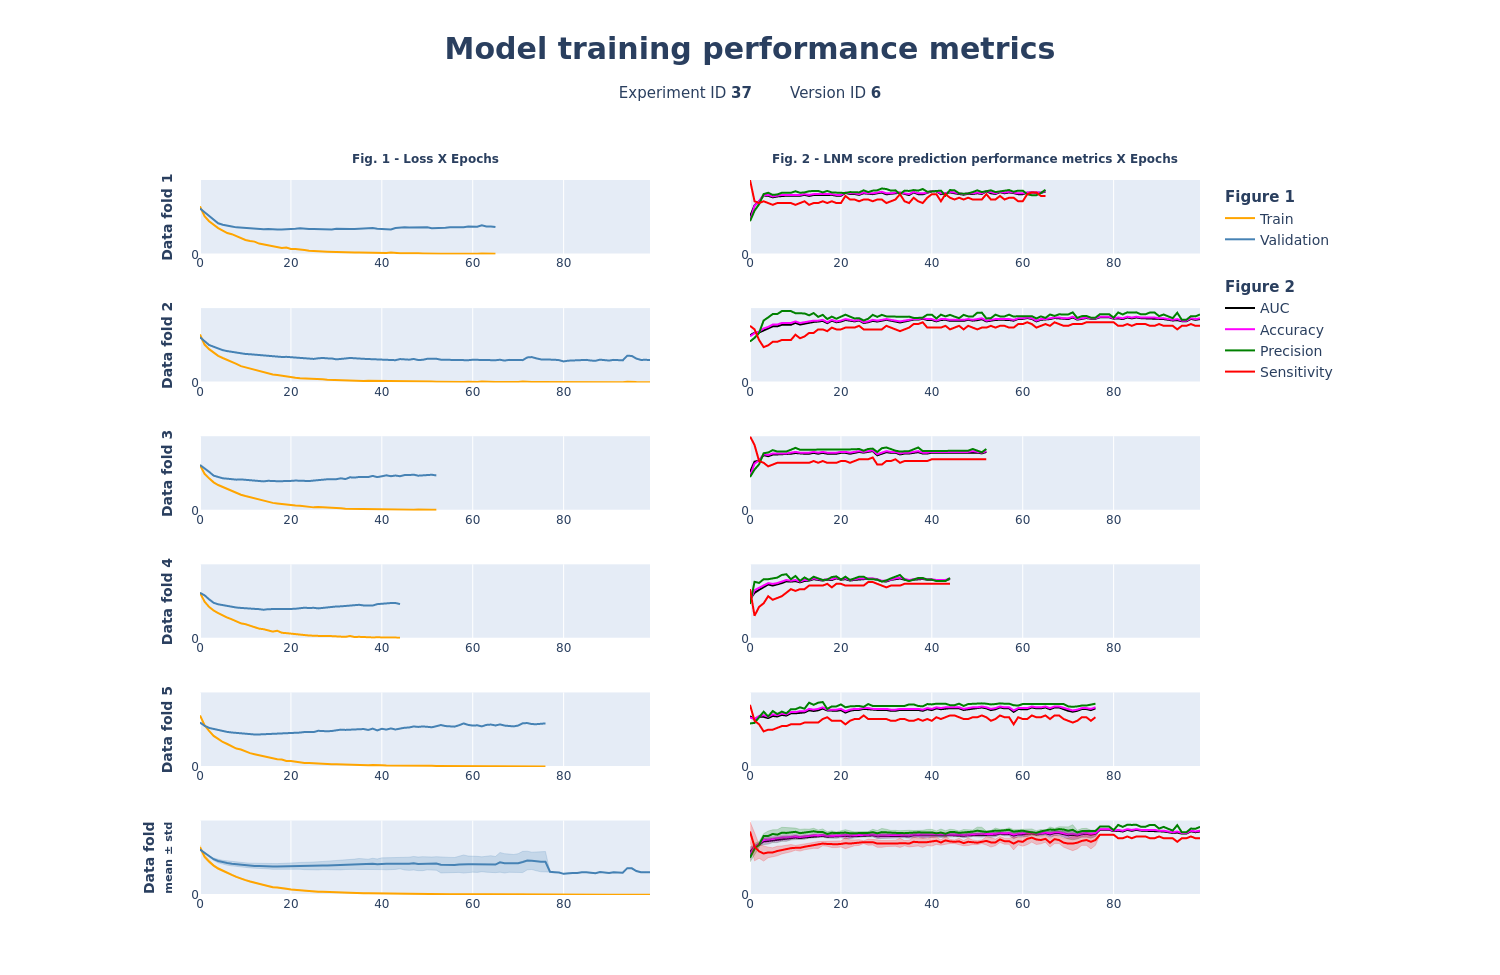 Model training performance metrics
Experiment ID 37 Version ID 6
Fig. 1 - Loss X Epochs
Fig. 2 - LNM score prediction performance metrics X Epochs
Data fold 1
0
0 20 40 60 80
0
0 20 40 60 80
Figure 1
Train
Validation
Figure 2
AUC
Accuracy
Precision
Sensitivity
Data fold 2
0
0 20 40 60 80
0
0 20 40 60 80
Data fold 3
0
0 20 40 60 80
0
0 20 40 60 80
Data fold 4
0
0 20 40 60 80
0
0 20 40 60 80
Data fold 5
0
0 20 40 60 80
0
0 20 40 60 80
Data fold
mean ± std
0
0 20 40 60 80
0
0 20 40 60 80